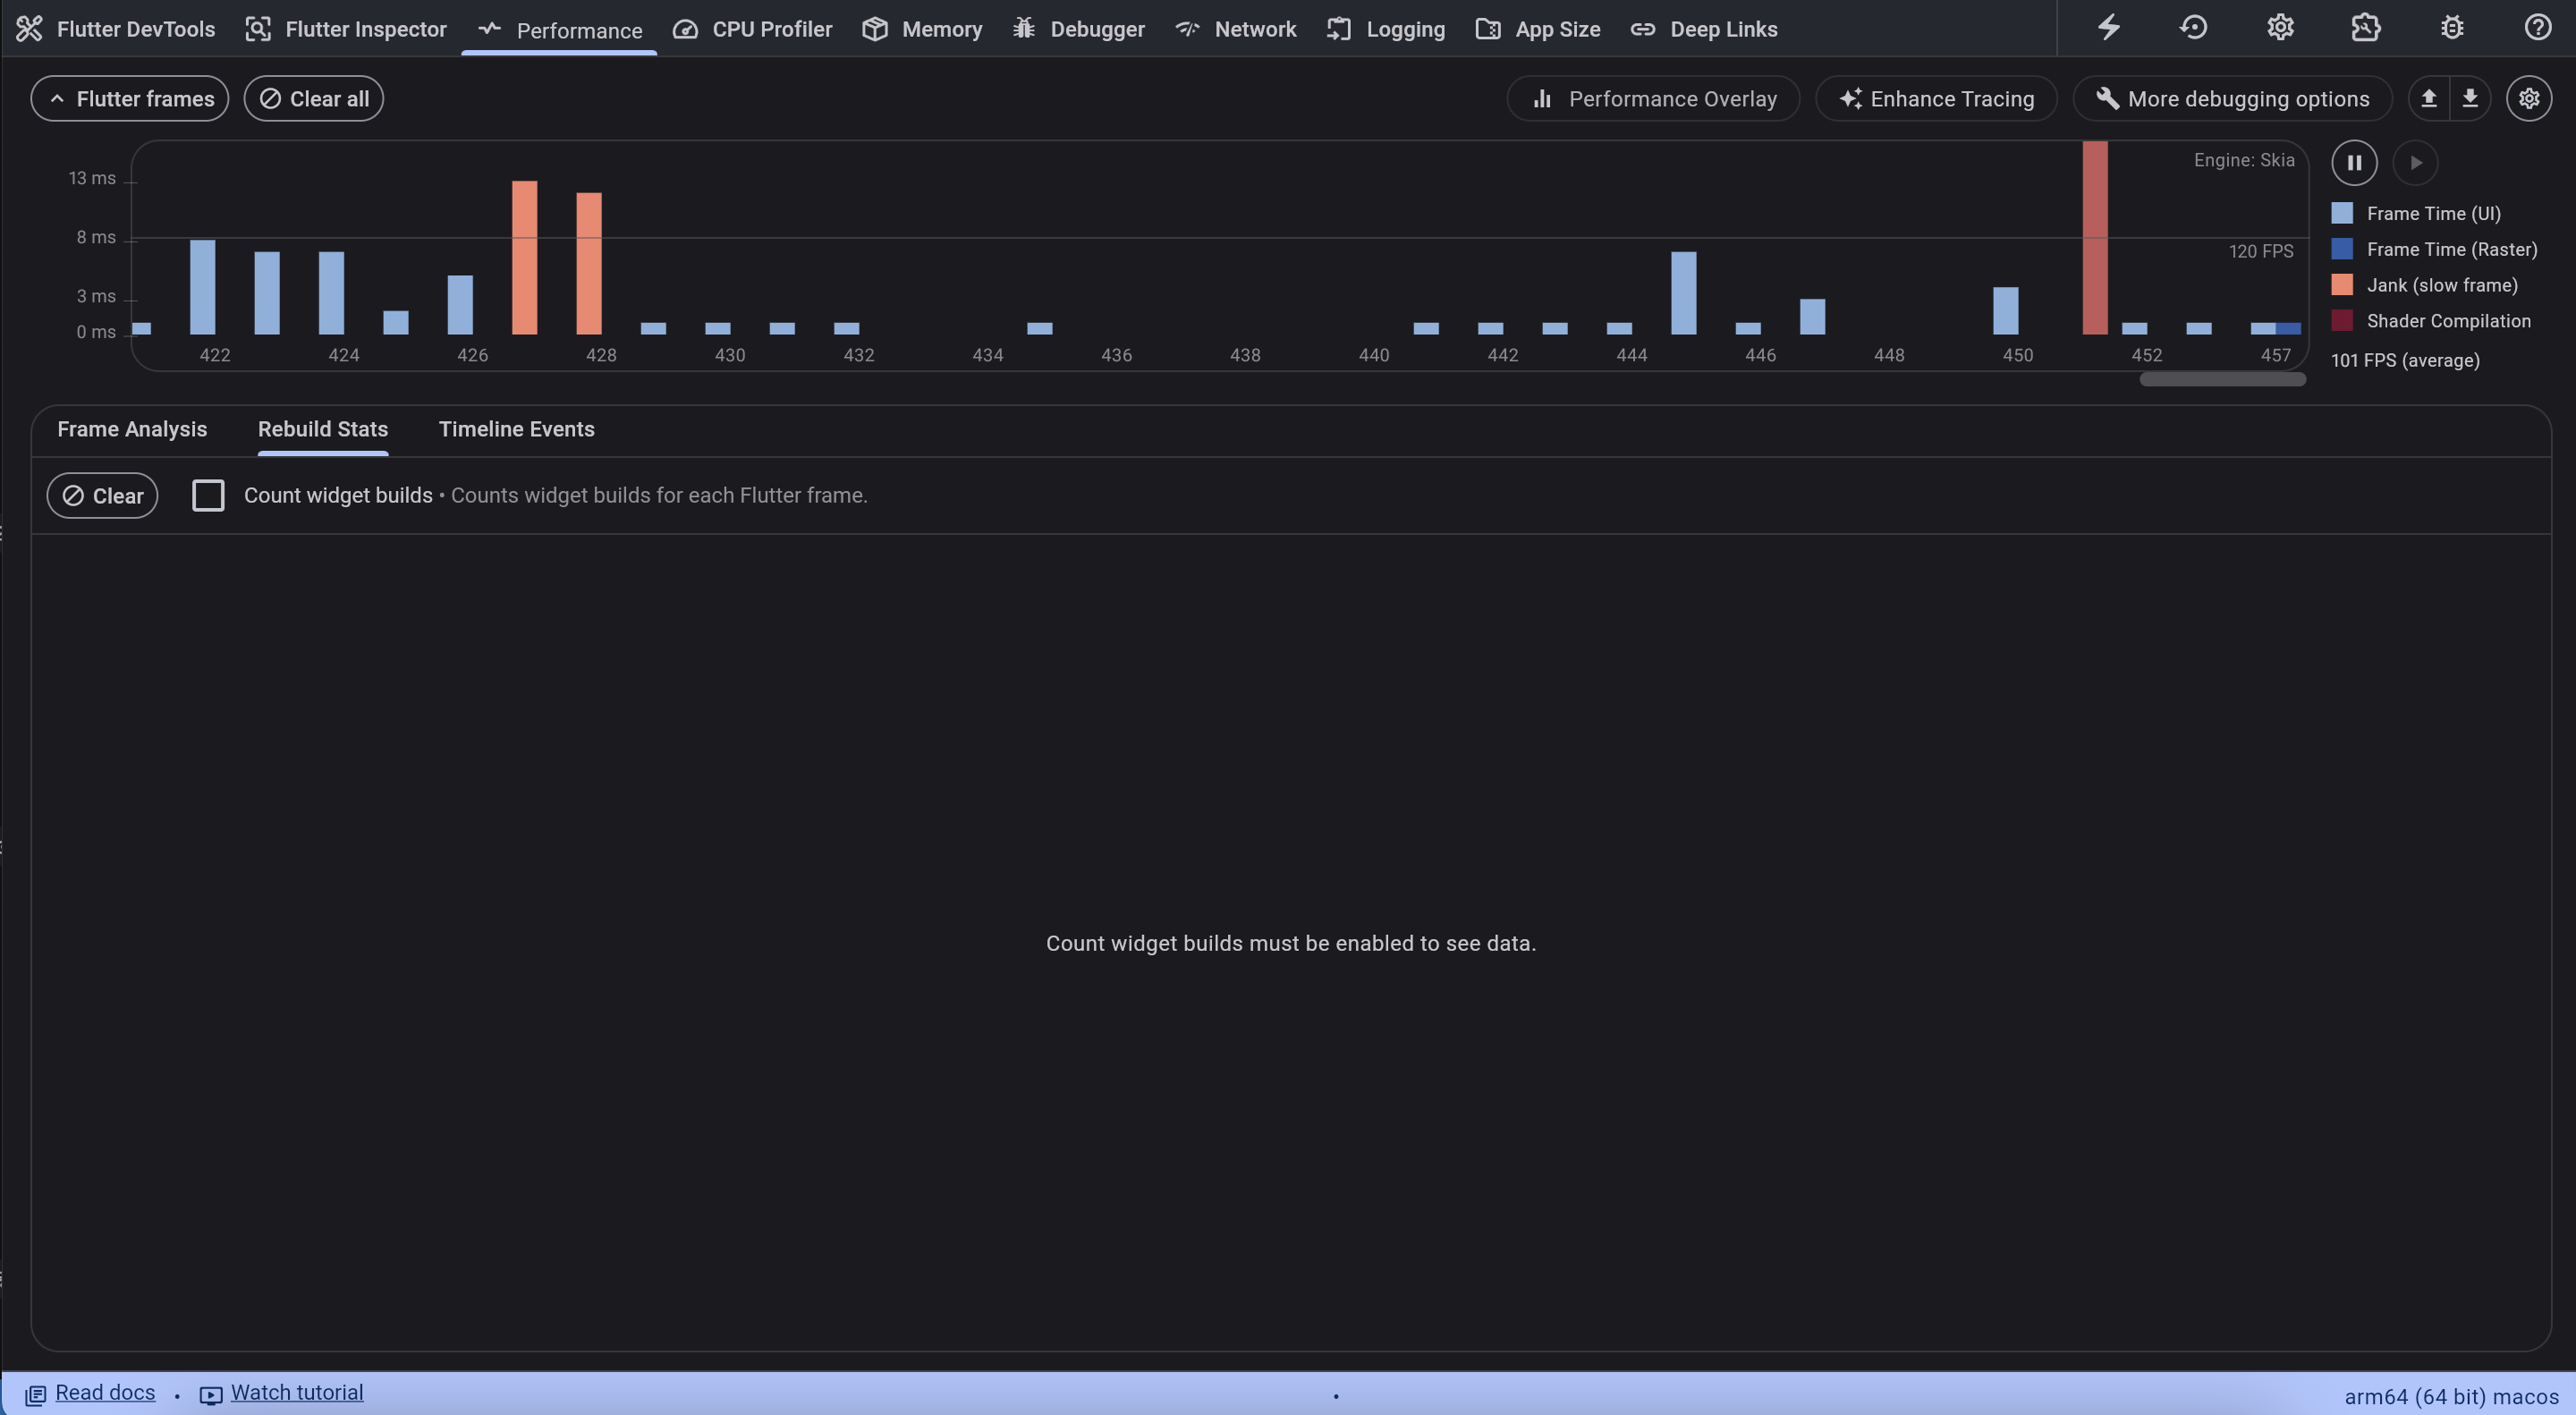 Flutter DevTools Flutter Inspector Performance CPU Profiler Memory Debugger Network Logging App Size Deep Links
Flutter frames Clear all Performance Overlay Enhance Tracing More debugging options
13 ms
8 ms
3 ms
0 ms
Engine: Skia
120 FPS
422 424 426 428 430 432 434 436 438 440 442 444 446 448 450 452 457
Frame Time (UI)
Frame Time (Raster)
Jank (slow frame)
Shader Compilation
101 FPS (average)
Frame Analysis Rebuild Stats Timeline Events
Clear Count widget builds • Counts widget builds for each Flutter frame.
Count widget builds must be enabled to see data.
Read docs • Watch tutorial • arm64 (64 bit) macos